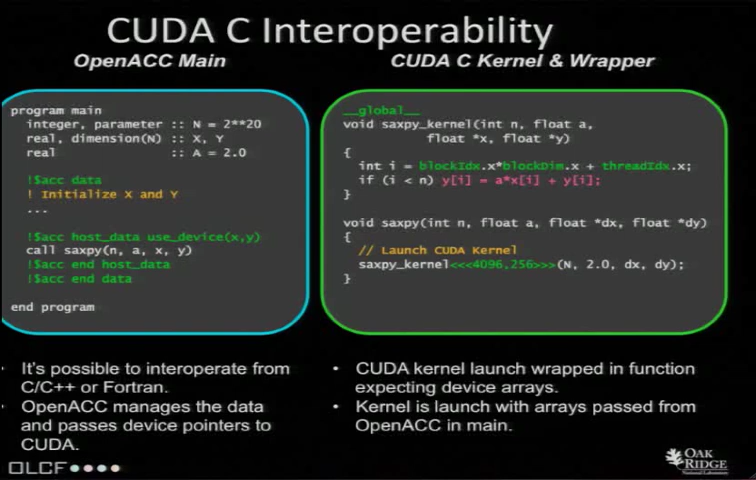 CUDA C Interoperability
OpenACC Main
CUDA C Kernel & Wrapper
program main
integer, parameter :: N = 2**20
real, dimension(N) :: X, Y
real :: A = 2.0
!$acc data
! Initialize X and Y
...
!$acc host_data use_device(x,y)
call saxpy(n, a, x, y)
!$acc end host_data
!$acc end data
end program
__global__
void saxpy_kernel(int n, float a,
float *x, float *y)
{
int i = blockIdx.x*blockDim.x + threadIdx.x;
if (i < n) y[i] = a*x[i] + y[i];
}
void saxpy(int n, float a, float *dx, float *dy)
{
// Launch CUDA Kernel
saxpy_kernel<<<4096,256>>>(N, 2.0, dx, dy);
}
· It's possible to interoperate from
C/C++ or Fortran.
· OpenACC manages the data
and passes device pointers to
CUDA.
• CUDA kernel launch wrapped in function
expecting device arrays.
• Kernel is launch with arrays passed from
OpenACC in main.
OLCF
OAK
RIDGE
National Laboratory